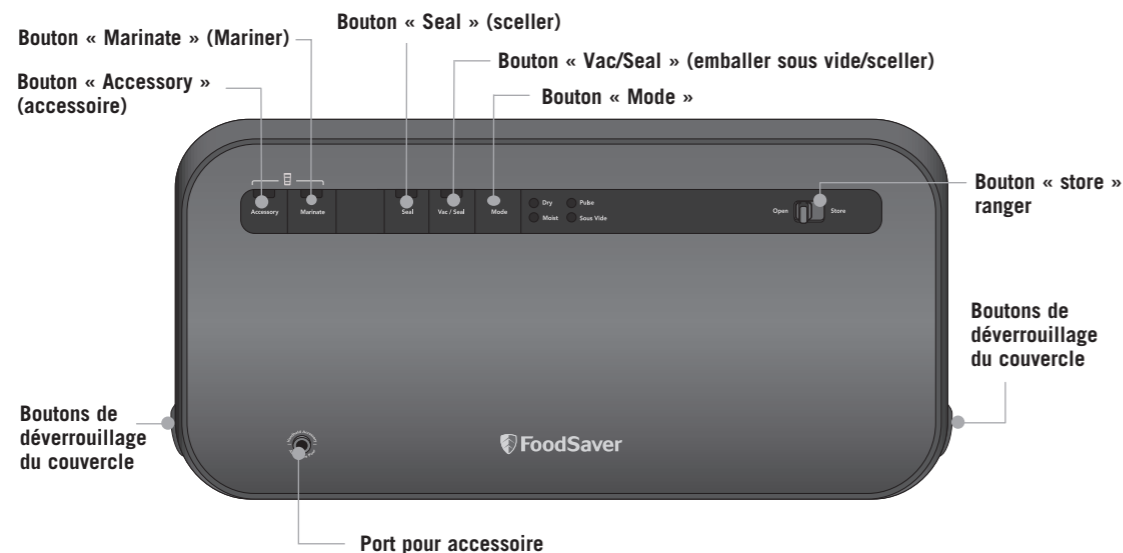 Bouton « Seal » (sceller)
Bouton « Marinate » (Mariner)
Bouton « Vac/Seal » (emballer sous vide/sceller)
Bouton « Accessory »
(accessoire)
Bouton « Mode »
Bouton « store »
ranger
Accessory
Marinate
Seal
Vac / Seal
Mode
Dry
Pulse
Moist
Sous Vide
Open
Store
Boutons de
déverrouillage
du couvercle
Boutons de
déverrouillage
du couvercle
FoodSaver
Port pour accessoire